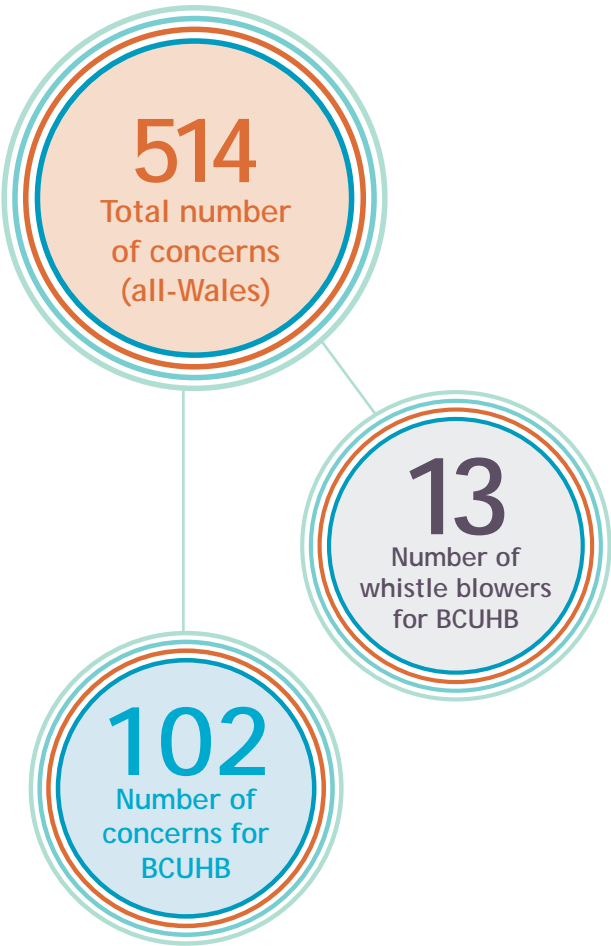 514
Total number
of concerns
(all-Wales)
13
Number of
whistle blowers
for BCUHB
102
Number of
concerns for
BCUHB